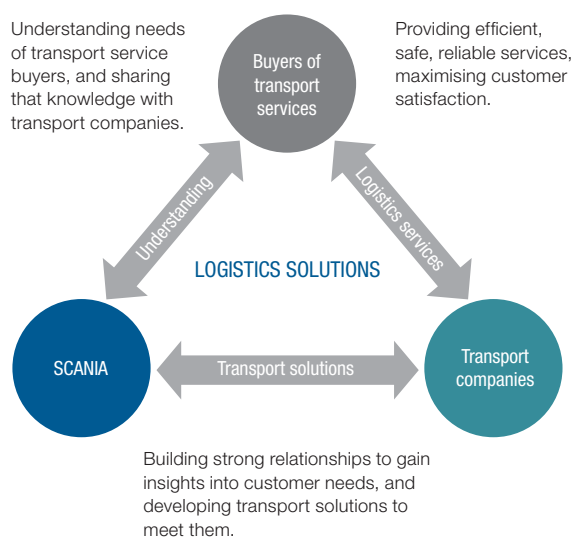 Understanding needs
of transport service
buyers, and sharing
that knowledge with
transport companies.
Buyers of
transport
services
Providing efficient,
safe, reliable services,
maximising customer
satisfaction.
Understanding
Logistics services
LOGISTICS SOLUTIONS
SCANIA
Transport solutions
Transport
companies
Building strong relationships to gain
insights into customer needs, and
developing transport solutions to
meet them.